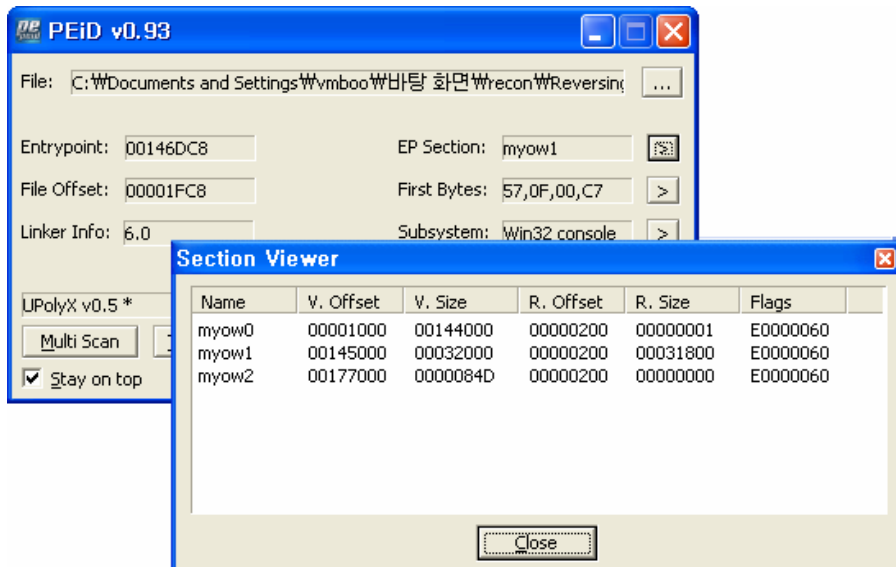 PEiD v0.93
File: C:₩Documents and Settings₩vmboo₩바탕 화면₩recon₩Reversing ...
Entrypoint: 00146DC8 EP Section: myow1 >
File Offset: 00001FC8 First Bytes: 57,0F,00,C7 >
Linker Info: 6.0 Subsystem: Win32 console >
UPolyX v0.5 *
Multi Scan
Stay on top
Section Viewer
Name V. Offset V. Size R. Offset R. Size Flags
myow0 00001000 00144000 00000200 00000001 E0000060
myow1 00145000 00032000 00000200 00031800 E0000060
myow2 00177000 0000084D 00000200 00000000 E0000060
Close